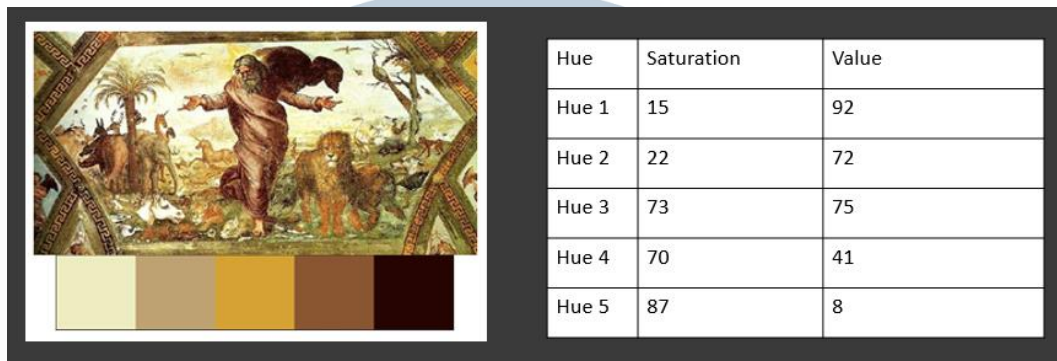 Hue Saturation Value
Hue 1 15 92
Hue 2 22 72
Hue 3 73 75
Hue 4 70 41
Hue 5 87 8